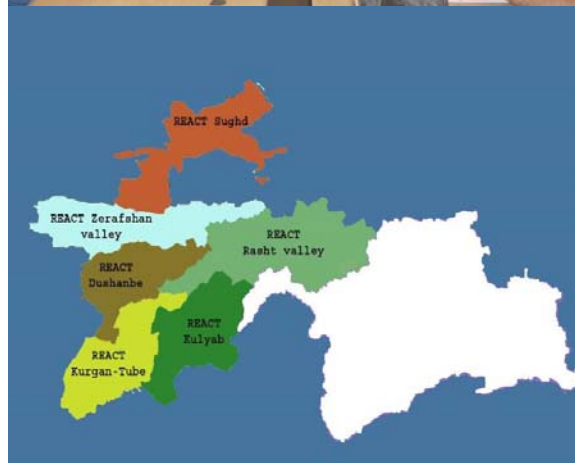 REACT Sughd
REACT Zerafshan
valley
REACT
Rasht valley
REACT
Dushanbe
REACT
Kulyab
REACT
Kurgan-Tube